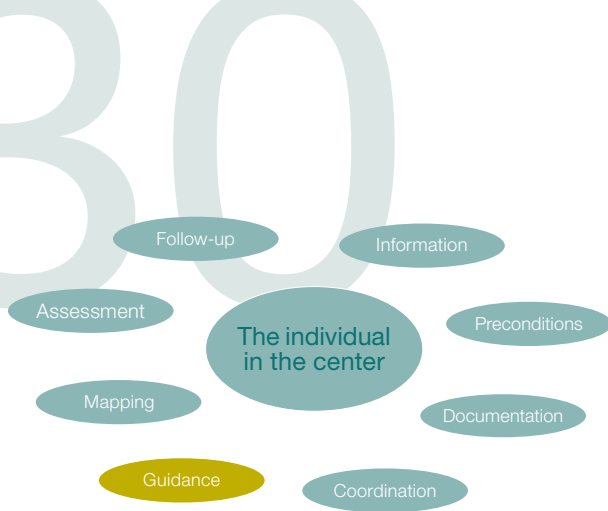 30
Follow-up
Information
Assessment
Preconditions
The individual
in the center
Mapping
Documentation
Guidance
Coordination